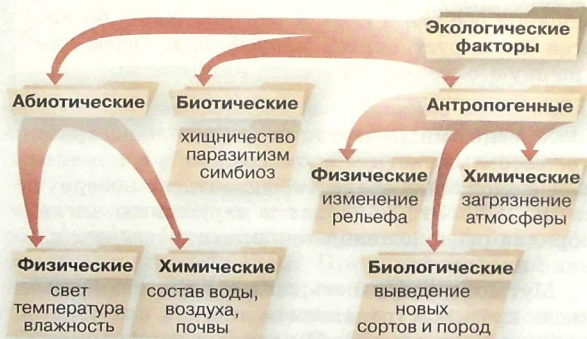 Экологические
факторы
Абиотические
Биотические
хищничество
паразитизм
симбиоз
Антропогенные
Физические
изменение
рельефа
Химические
загрязнение
атмосферы
Физические
свет
температура
влажность
Химические
состав воды,
воздуха,
почвы
Биологические
выведение
новых
сортов и пород